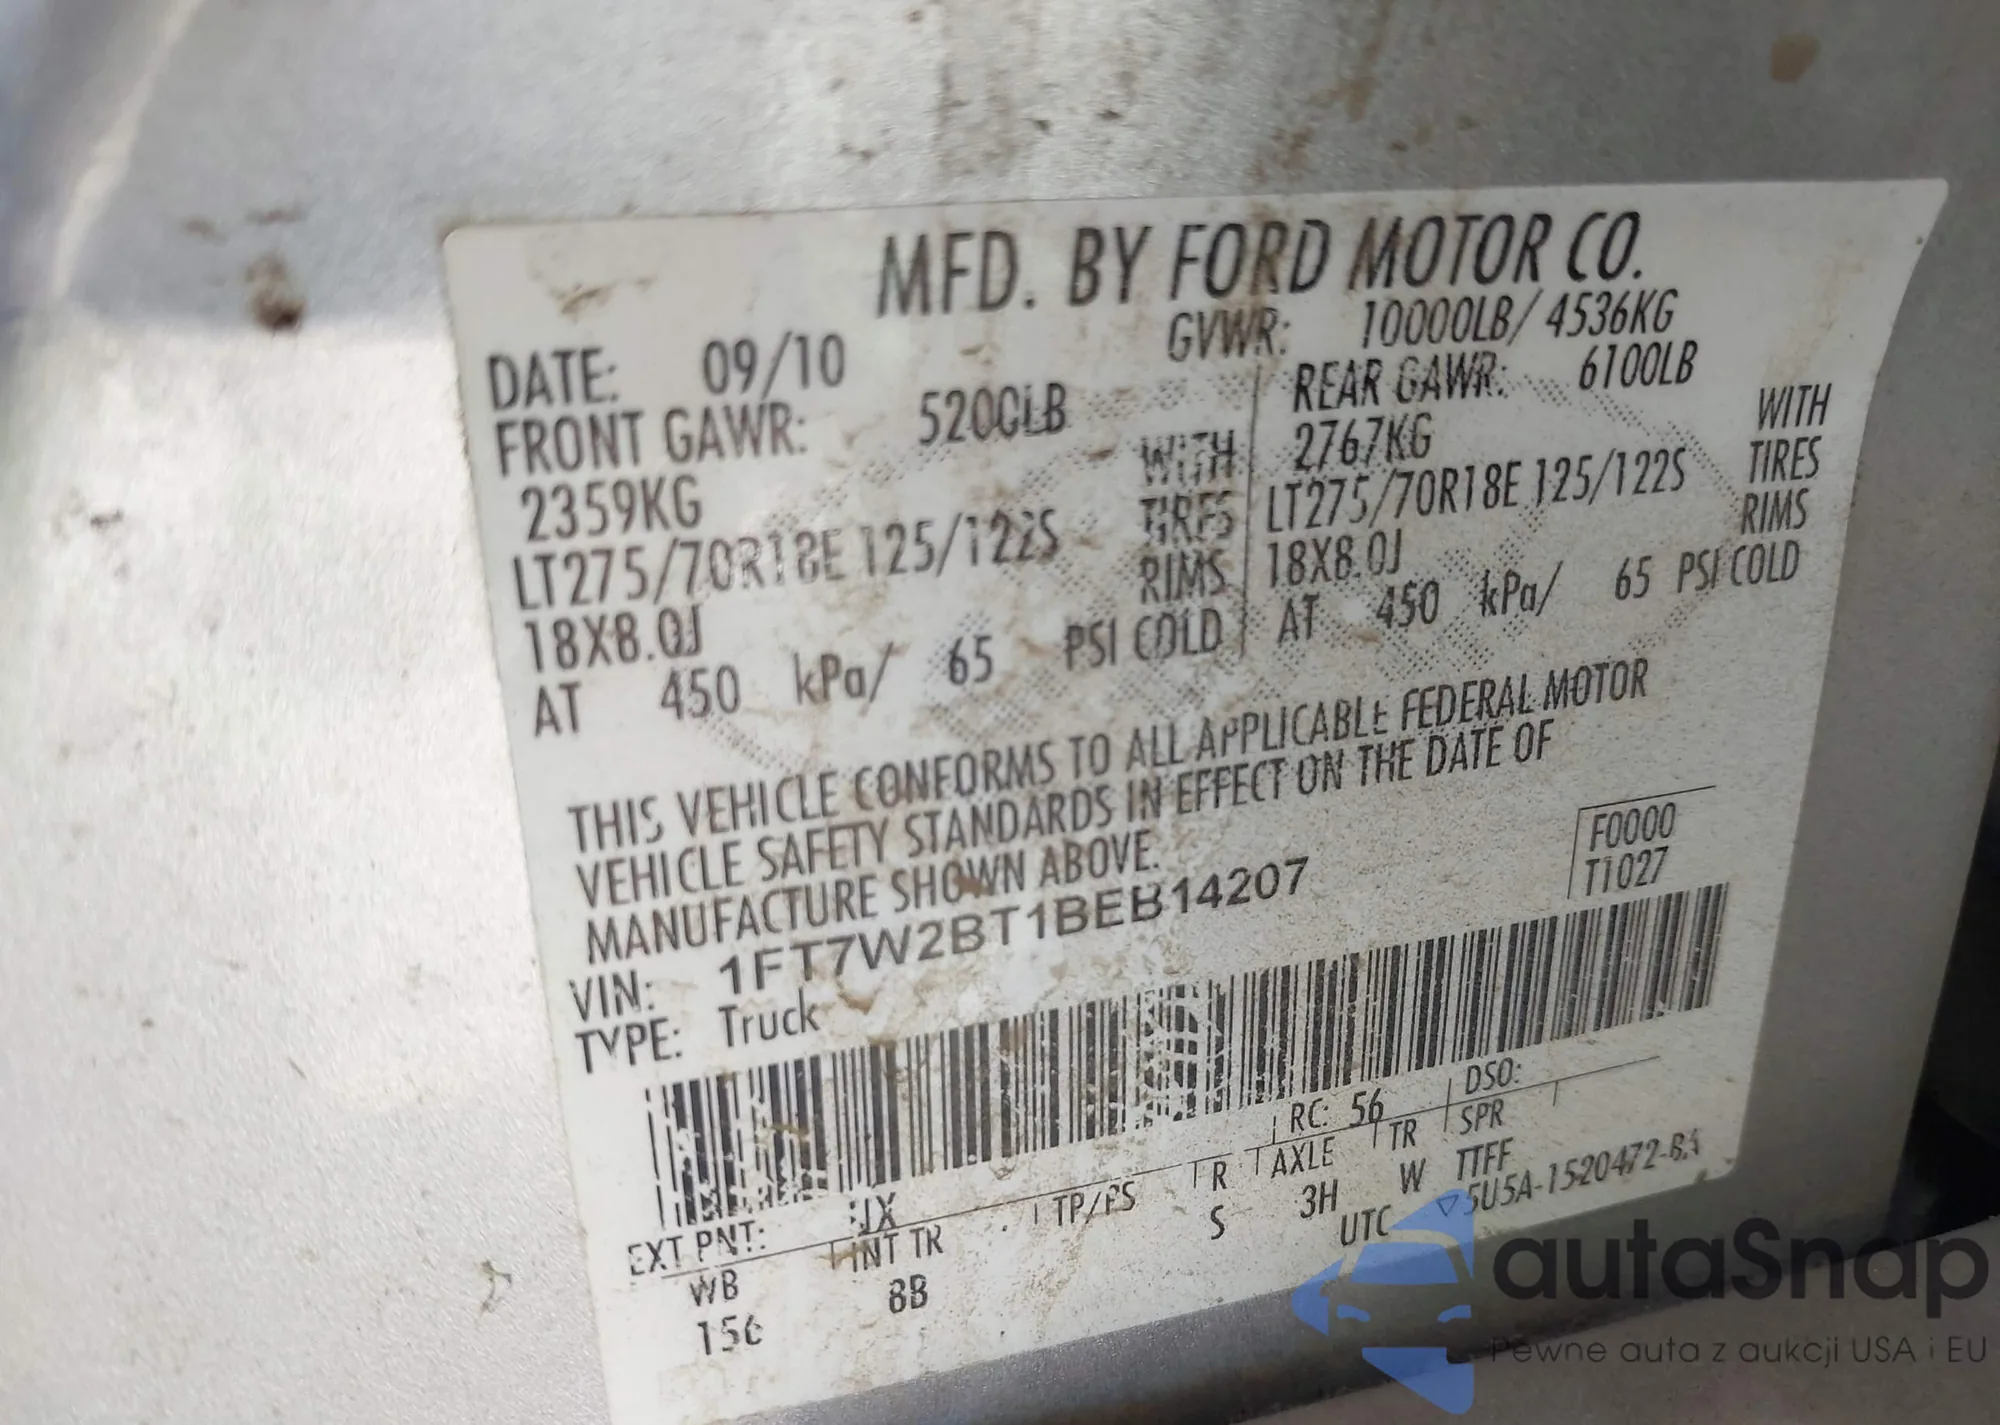 MFD. BY FORD MOTOR CO.
DATE: 09/10 GVWR: 10000LB/ 4536KG
FRONT GAWR: 5200LB
2359KG WITH
LT275/70R18E 125/122S TIRES
18X8.0J RIMS
AT 450 kPa/ 65 PSI COLD
REAR GAWR: 6100LB
2767KG WITH
LT275/70R18E 125/122S TIRES
18X8.0J RIMS
AT 450 kPa/ 65 PSI COLD
THIS VEHICLE CONFORMS TO ALL APPLICABLE FEDERAL MOTOR
VEHICLE SAFETY STANDARDS IN EFFECT ON THE DATE OF
MANUFACTURE SHOWN ABOVE.
F0000
T1027
VIN: 1FT7W2BT1BEB14207
TYPE: Truck
EXT PNT: UX RC: 56 DSO:
WB INT TR TP/PS R AXLE TR SPR
156 8B S 3H W TTFF
UTC ▽5U5A-1520472-BA
autaSnap
Pewne auta z aukcji USA i EU